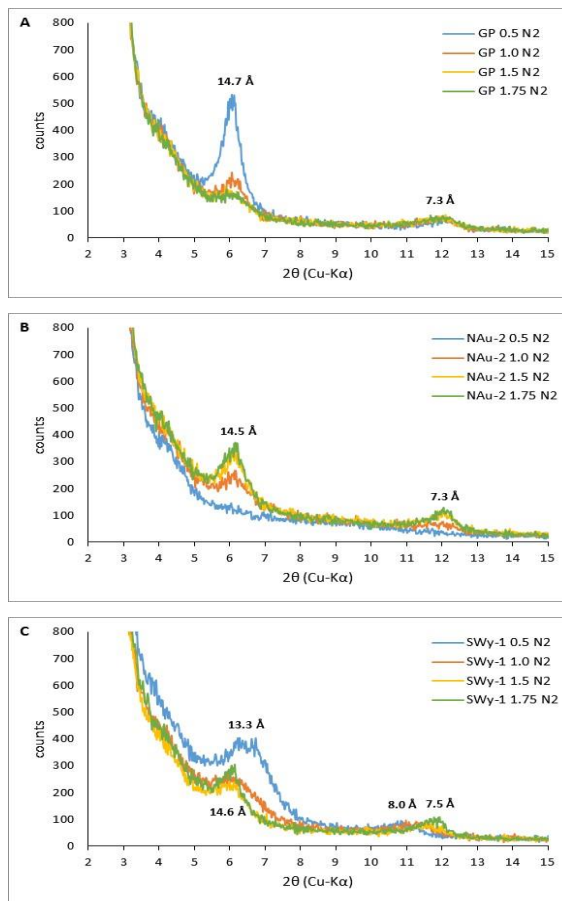 A
GP 0.5 N2
GP 1.0 N2
GP 1.5 N2
GP 1.75 N2
14.7 Å
7.3 Å
counts
800
700
600
500
400
300
200
100
0
2 3 4 5 6 7 8 9 10 11 12 13 14 15
2θ (Cu-Kα)
B
NAu-2 0.5 N2
NAu-2 1.0 N2
NAu-2 1.5 N2
NAu-2 1.75 N2
14.5 Å
7.3 Å
counts
800
700
600
500
400
300
200
100
0
2 3 4 5 6 7 8 9 10 11 12 13 14 15
2θ (Cu-Kα)
C
SWy-1 0.5 N2
SWy-1 1.0 N2
SWy-1 1.5 N2
SWy-1 1.75 N2
13.3 Å
14.6 Å
8.0 Å 7.5 Å
counts
800
700
600
500
400
300
200
100
0
2 3 4 5 6 7 8 9 10 11 12 13 14 15
2θ (Cu-Kα)